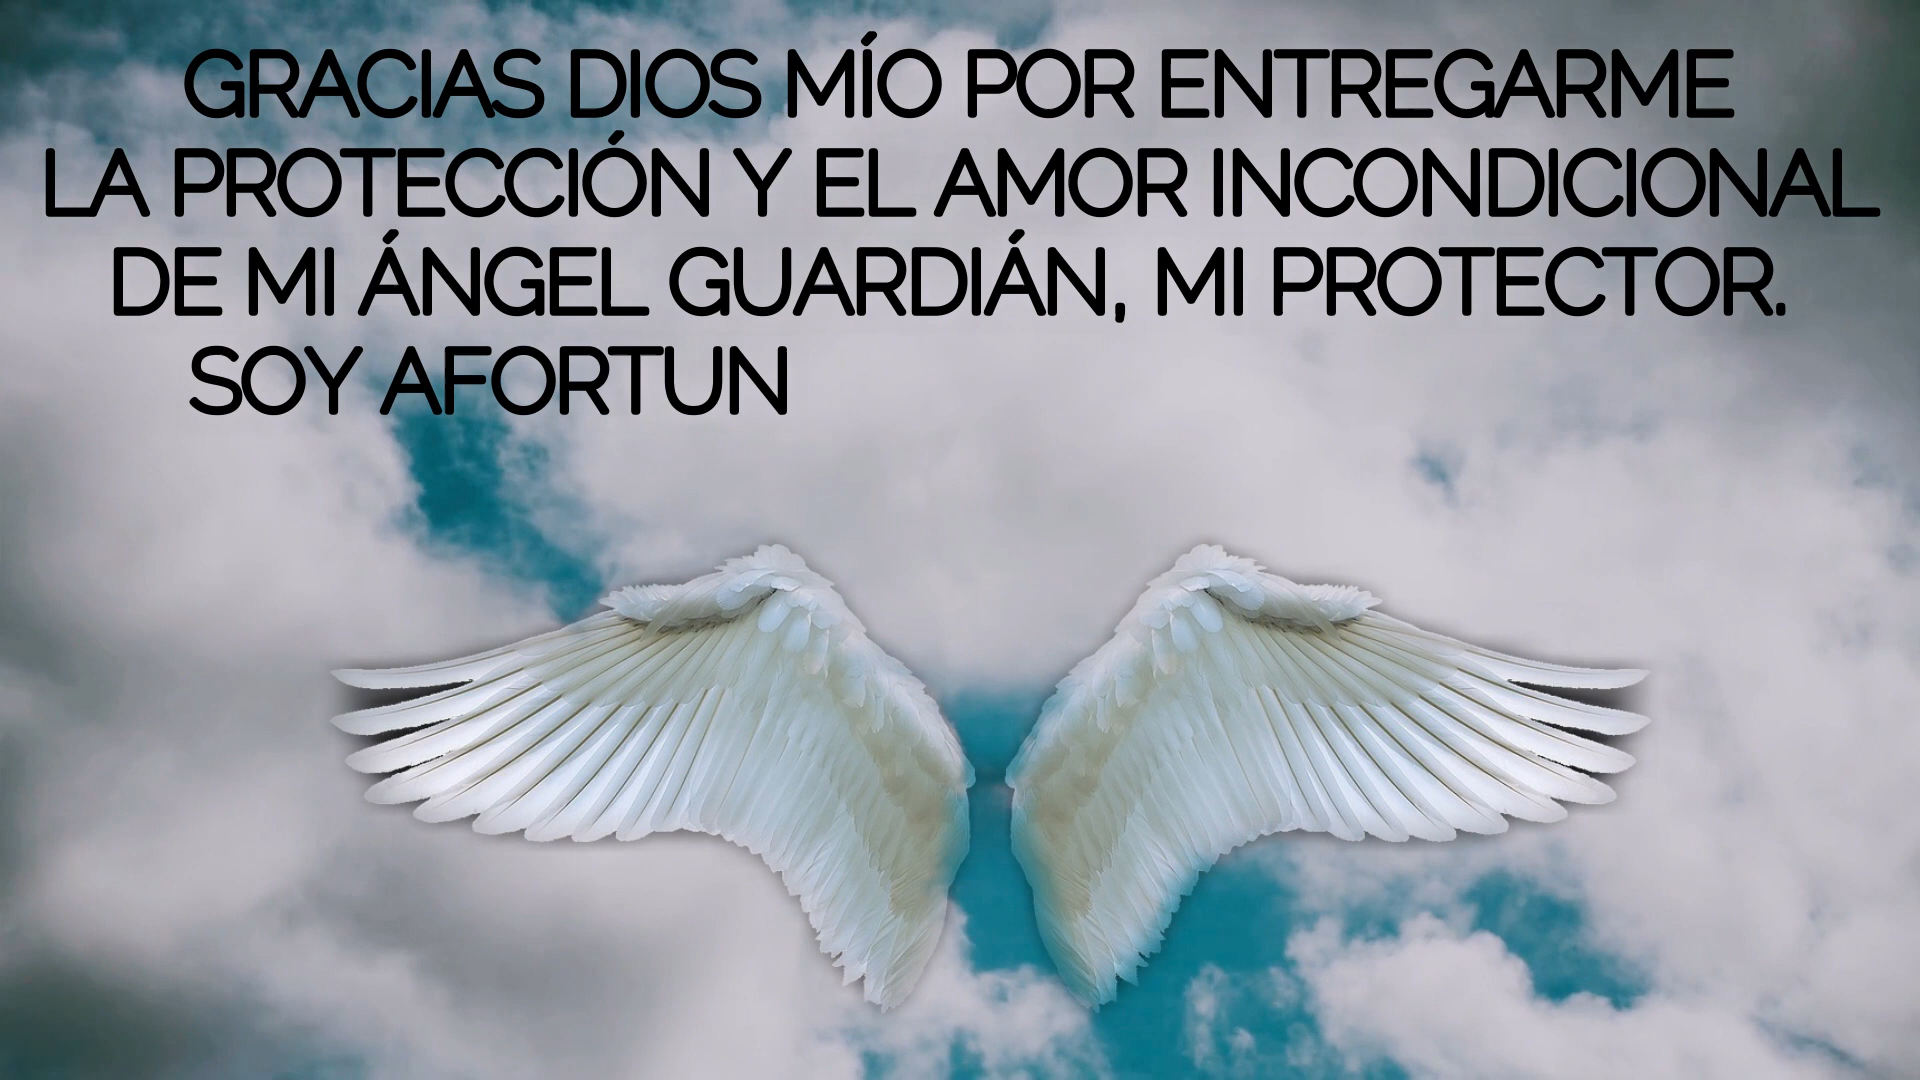 GRACIAS DIOS MÍO POR ENTREGARME
LA PROTECCIÓN Y EL AMOR INCONDICIONAL
DE MI ÁNGEL GUARDIÁN, MI PROTECTOR.
SOY AFORTUN